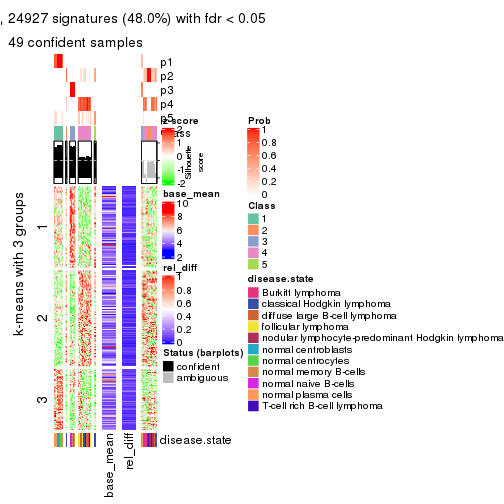 , 24927 signatures (48.0%) with fdr < 0.05
49 confident samples
p1
p2
p3
p4
p5
Class
k-means with 3 groups
1
2
3
base_mean
rel_diff
disease.state
z-score
2
1
0
-1
-2
Silhouette
score
base_mean
10
8
6
4
2
rel_diff
1
0.8
0.6
0.4
0.2
0
Status (barplots)
confident
ambiguous
Prob
1
0.8
0.6
0.4
0.2
0
Class
1
2
3
4
5
disease.state
Burkitt lymphoma
classical Hodgkin lymphoma
diffuse large B-cell lymphoma
follicular lymphoma
nodular lymphocyte-predominant Hodgkin lymphoma
normal centroblasts
normal centrocytes
normal memory B-cells
normal naive B-cells
normal plasma cells
T-cell rich B-cell lymphoma